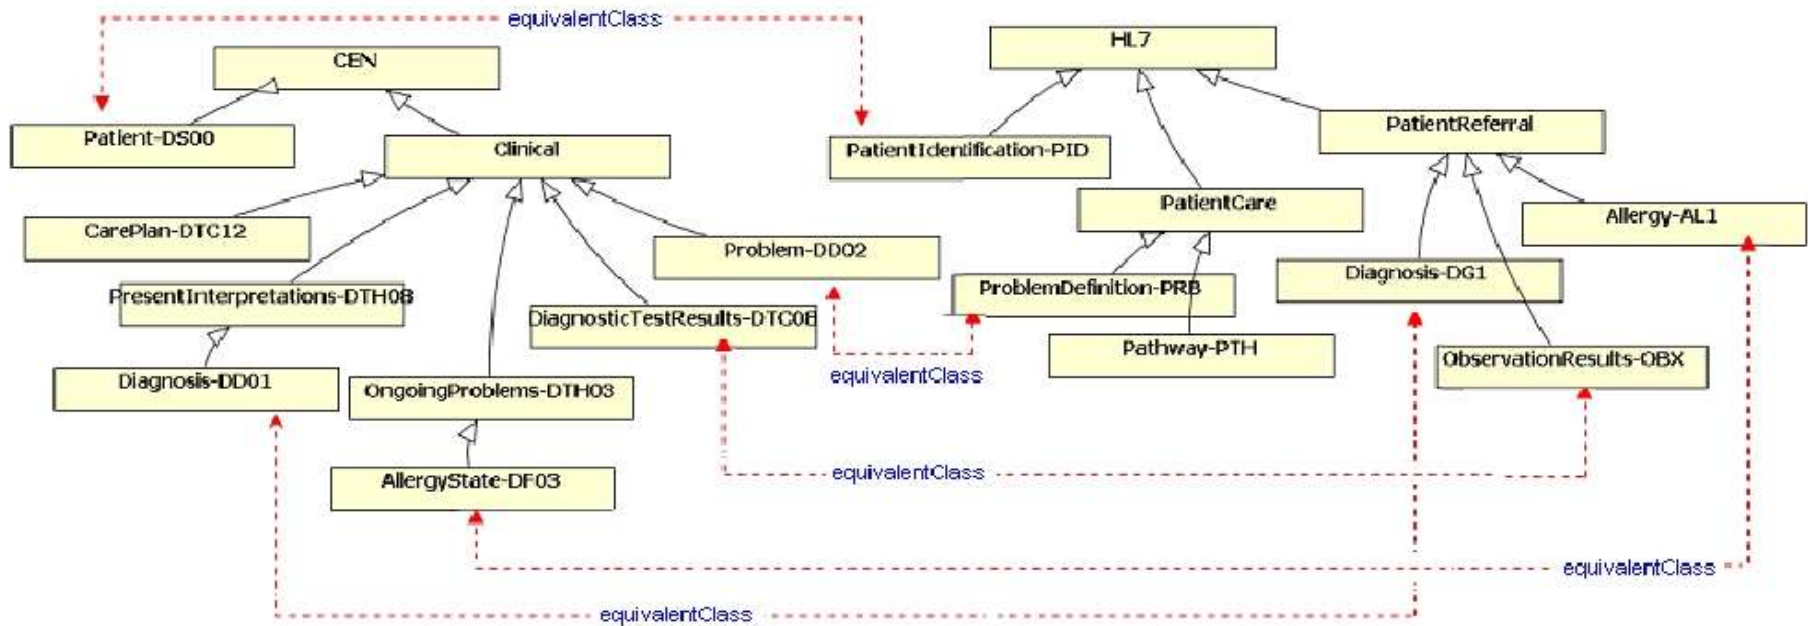 equivalentClass
CEN
HL7
Patient-DS00
Clinical
PatientIdentification-PID
PatientReferral
CarePlan-DTC12
Problem-DD02
PatientCare
Allergy-AL1
PresentInterpretations-DTH08
DiagnosticTestResults-DTC08
ProblemDefinition-PRB
Diagnosis-DG1
Diagnosis-DD01
OngoingProblems-DTH03
equivalentClass
Pathway-PTH
ObservationResults-OBX
AllergyState-DF03
equivalentClass
equivalentClass
equivalentClass